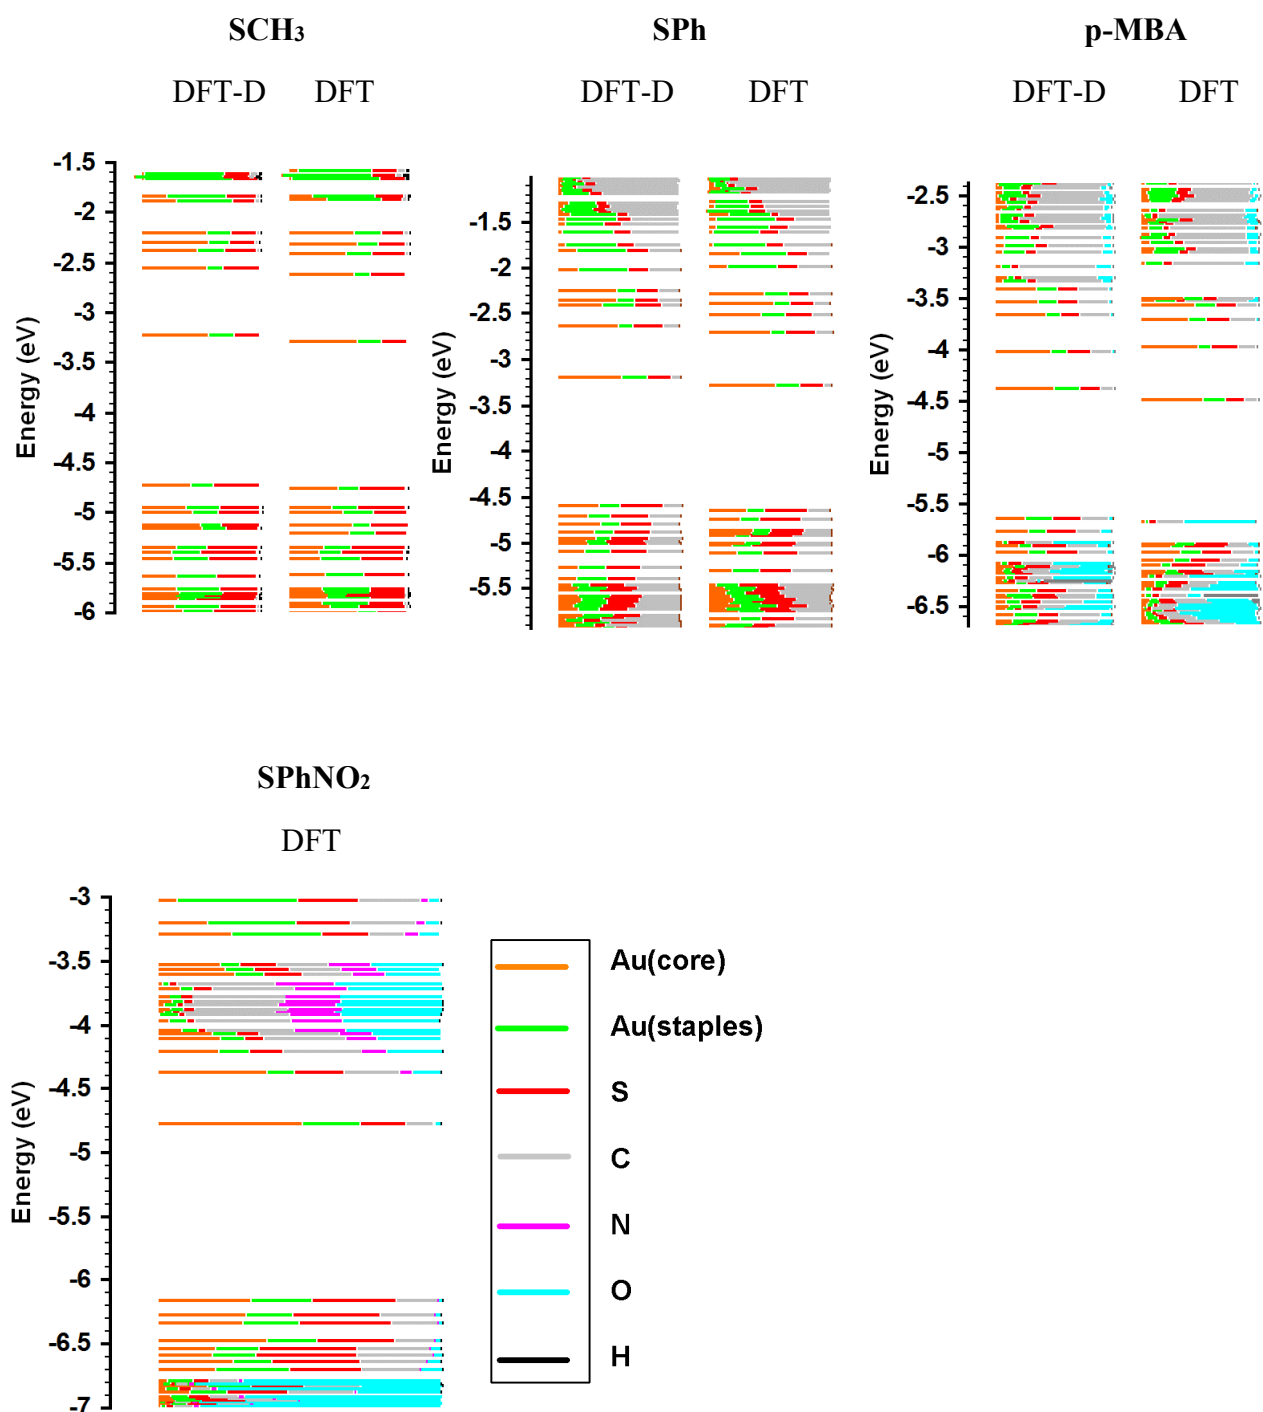 SCH₃ SPh p-MBA
DFT-D DFT DFT-D DFT DFT-D DFT
Energy (eV)
-1.5
-2
-2.5
-3
-3.5
-4
-4.5
-5
-5.5
-6
Energy (eV)
-1.5
-2
-2.5
-3
-3.5
-4
-4.5
-5
-5.5
Energy (eV)
-2.5
-3
-3.5
-4
-4.5
-5
-5.5
-6
-6.5
SPhNO₂
DFT
Energy (eV)
-3
-3.5
-4
-4.5
-5
-5.5
-6
-6.5
-7
Au(core)
Au(staples)
S
C
N
O
H